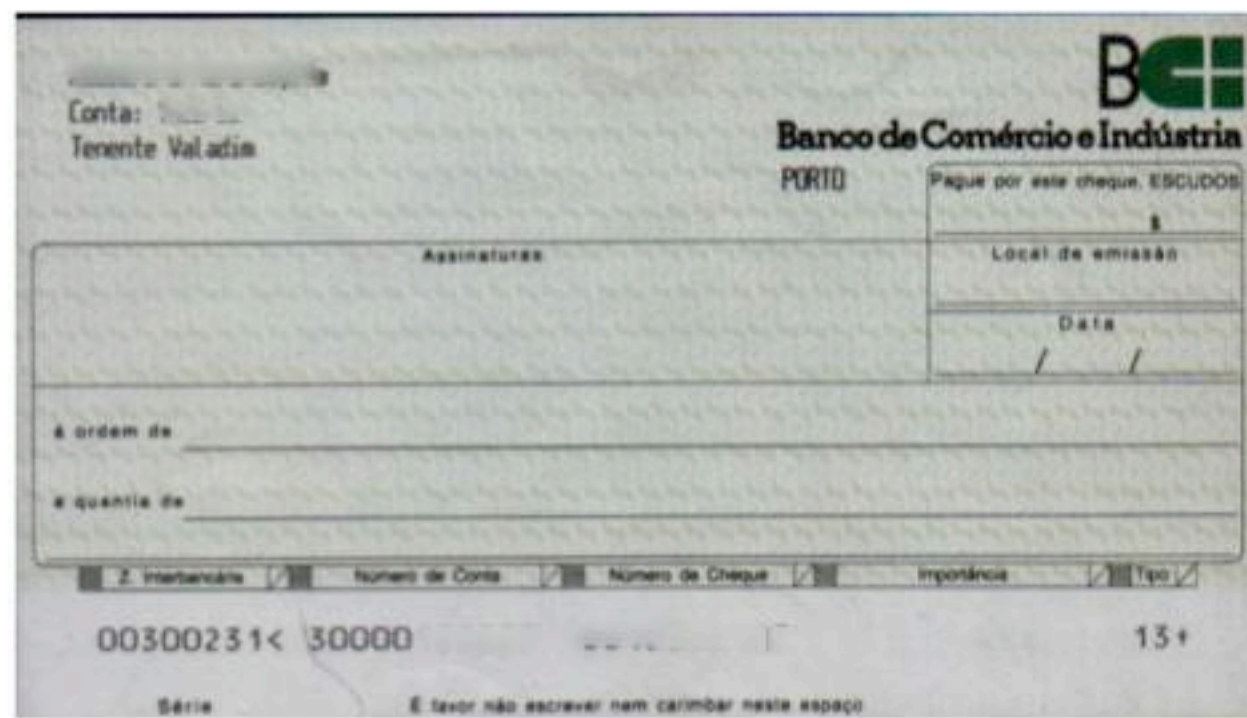 BCI
Conta:
Tenente Valadim
Banco de Comércio e Indústria
PORTO
Pague por este cheque, ESCUDOS
$
Assinaturas
Local de emissão
Data
/ /
à ordem de
a quantia de
Z. Interbancária
Número de Conta
Número de Cheque
Importância
Tipo
00300231< 30000
13+
Série
É favor não escrever nem carimbar neste espaço